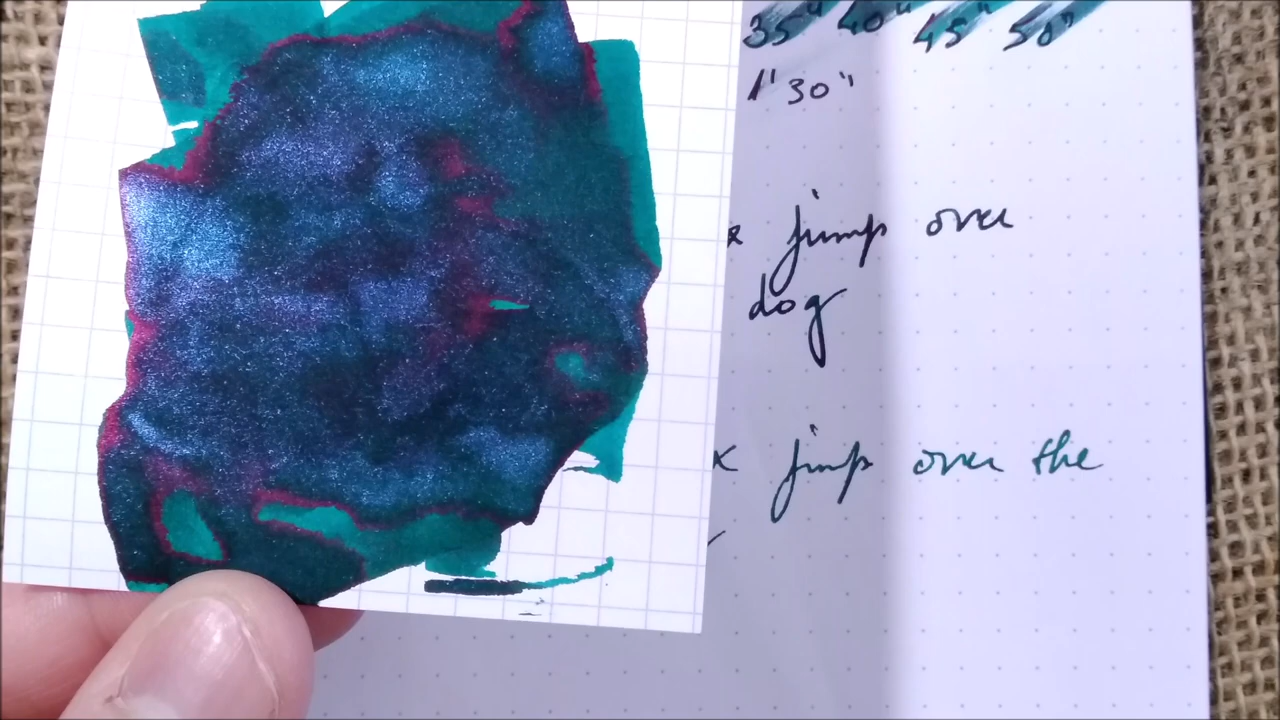 35" 40" 45" 50"
1"30"
x jump over
dog
x jump over the